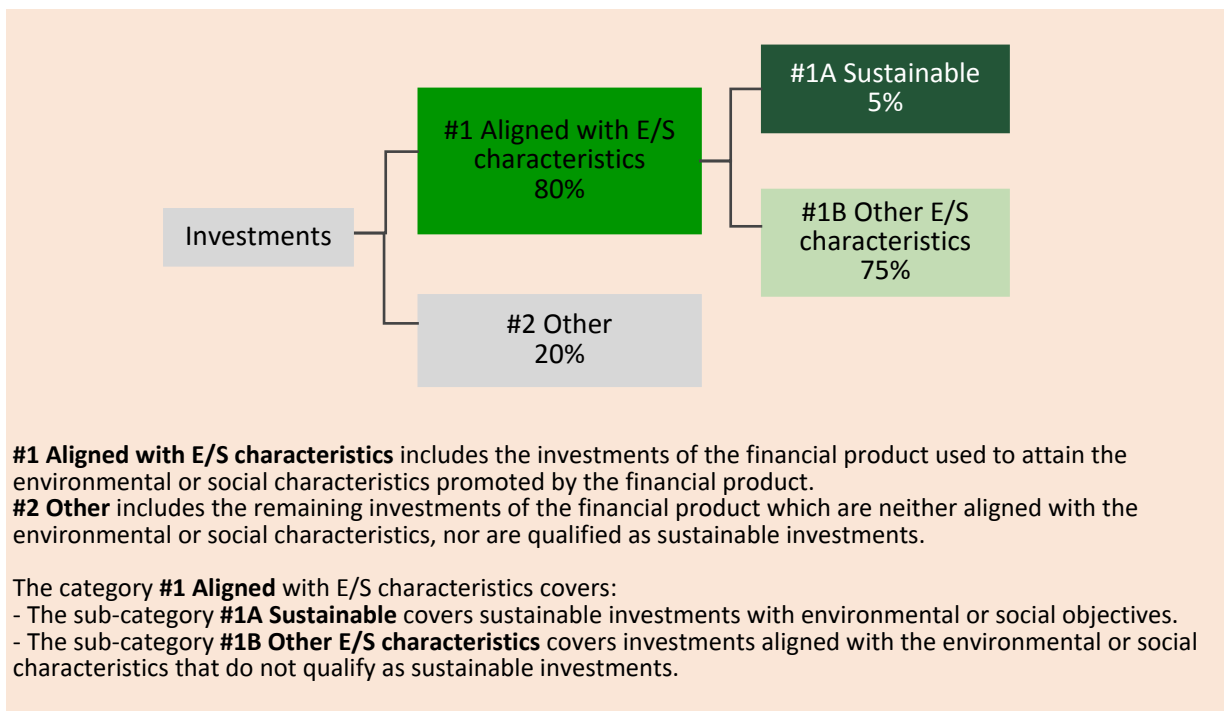 #1A Sustainable
5%
#1 Aligned with E/S
characteristics
80%
#1B Other E/S
characteristics
75%
Investments
#2 Other
20%
#1 Aligned with E/S characteristics includes the investments of the financial product used to attain the
environmental or social characteristics promoted by the financial product.
#2 Other includes the remaining investments of the financial product which are neither aligned with the
environmental or social characteristics, nor are qualified as sustainable investments.
The category #1 Aligned with E/S characteristics covers:
- The sub-category #1A Sustainable covers sustainable investments with environmental or social objectives.
- The sub-category #1B Other E/S characteristics covers investments aligned with the environmental or social
characteristics that do not qualify as sustainable investments.